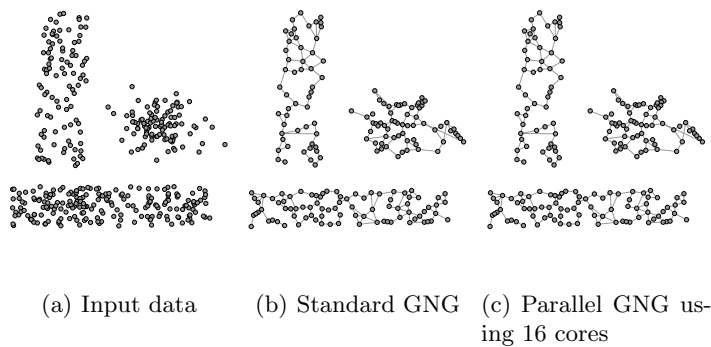 (a) Input data
(b) Standard GNG
(c) Parallel GNG us-
ing 16 cores